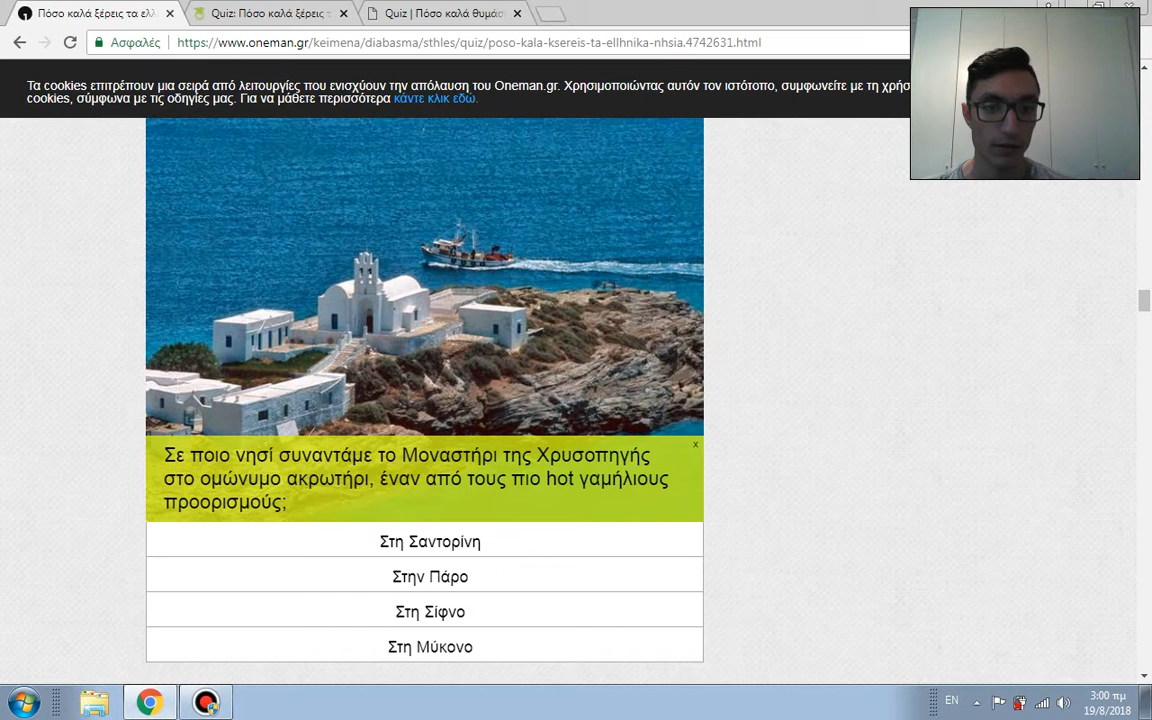 Πόσο καλά ξέρεις τα ελλ
Quiz: Πόσο καλά ξέρεις τ
Quiz | Πόσο καλά θυμάσ
Ασφαλές
https://www.oneman.gr/keimena/diabasma/sthles/quiz/poso-kala-ksereis-ta-ellhnika-nhsia.4742631.html
Τα cookies επιτρέπουν μια σειρά από λειτουργίες που ενισχύουν την απόλαυση του Oneman.gr. Χρησιμοποιώντας αυτόν τον ιστότοπο, συμφωνείτε με τη χρήσ
cookies, σύμφωνα με τις οδηγίες μας. Για να μάθετε περισσότερα κάντε κλικ εδώ.
x
Σε ποιο νησί συναντάμε το Μοναστήρι της Χρυσοπηγής
στο ομώνυμο ακρωτήρι, έναν από τους πιο hot γαμήλιους
προορισμούς;
Στη Σαντορίνη
Στην Πάρο
Στη Σίφνο
Στη Μύκονο
EN
3:00 πμ
19/8/2018